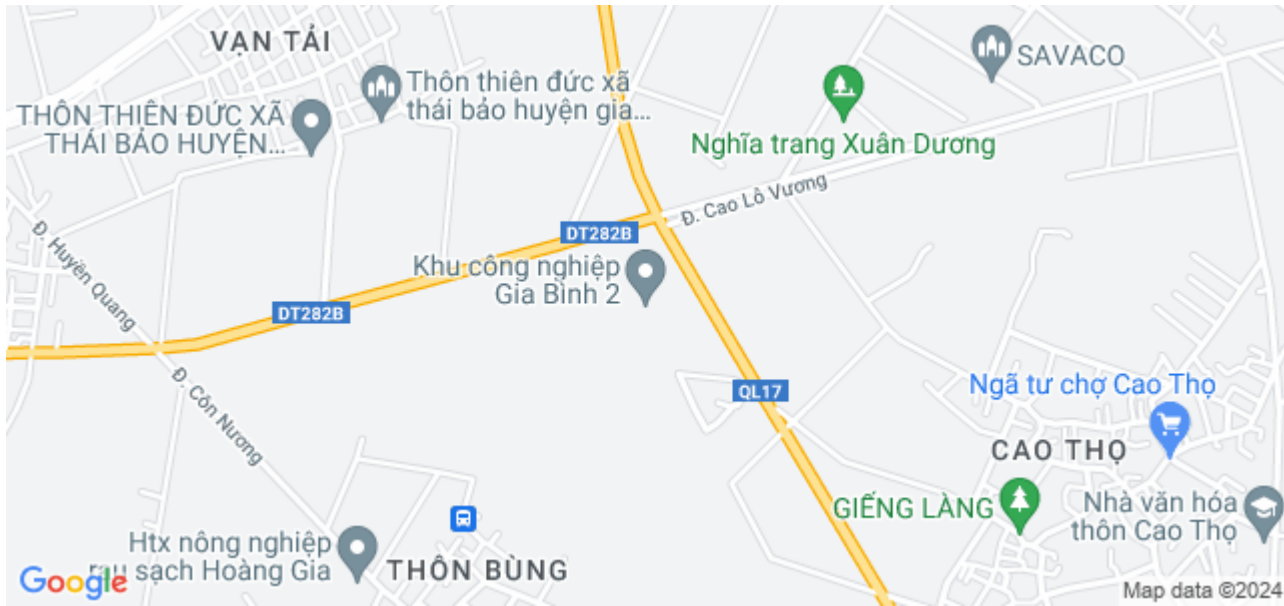 VẠN TẢI
SAVACO
Thôn thiên đức xã
thái bảo huyện gia...
THÔN THIÊN ĐỨC XÃ
THÁI BẢO HUYỆN...
Nghĩa trang Xuân Dương
Đ. Cao Lỗ Vương
DT282B
Đ. Huyền Quang
Khu công nghiệp
Gia Bình 2
DT282B
QL17
Ngã tư chợ Cao Thọ
Đ. Côn Nương
CAO THỌ
GIẾNG LÀNG
Nhà văn hóa
thôn Cao Thọ
Htx nông nghiệp
rau sạch Hoàng Gia
THÔN BÙNG
Google
Map data ©2024